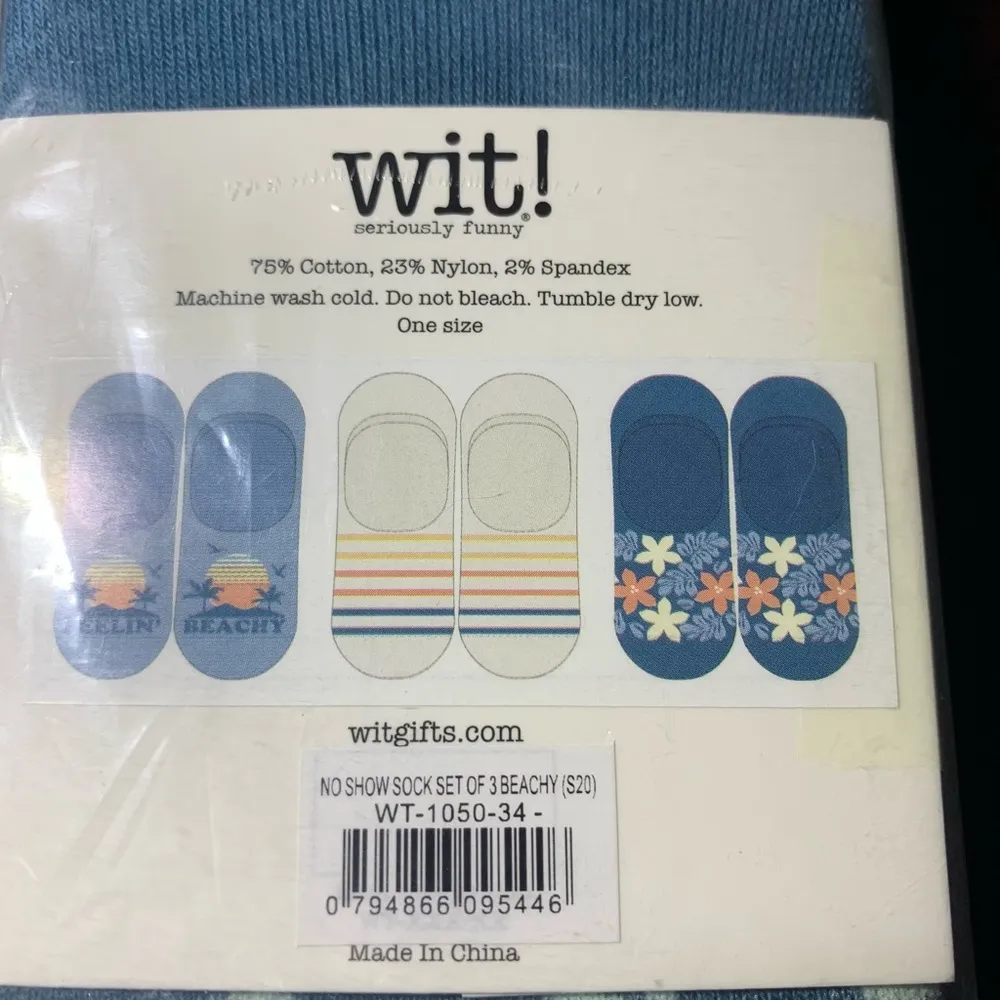 wit!
seriously funny®
75% Cotton, 23% Nylon, 2% Spandex
Machine wash cold. Do not bleach. Tumble dry low.
One size
EELIN' BEACHY
witgifts.com
NO SHOW SOCK SET OF 3 BEACHY (S20)
WT-1050-34 -
0 794866 095446
Made In China